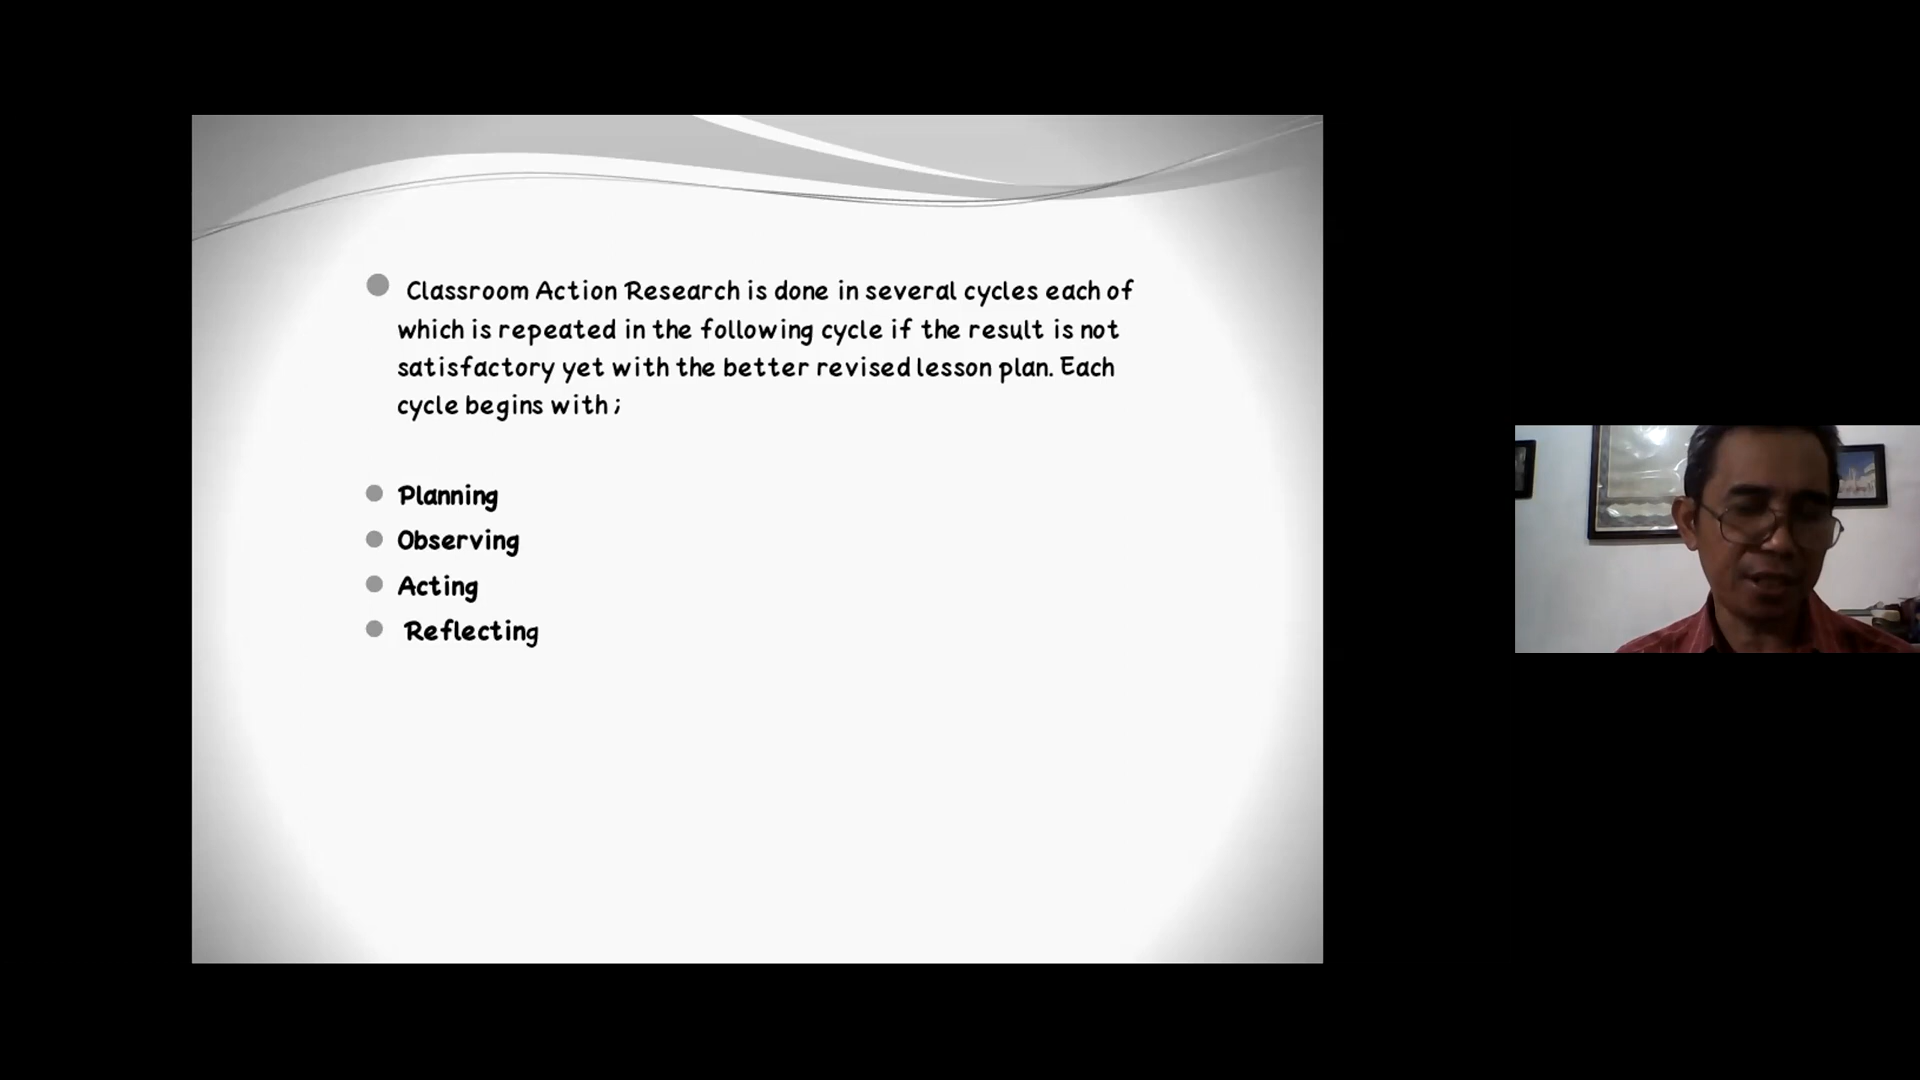 Classroom Action Research is done in several cycles each of
which is repeated in the following cycle if the result is not
satisfactory yet with the better revised lesson plan. Each
cycle begins with ;
Planning
Observing
Acting
Reflecting